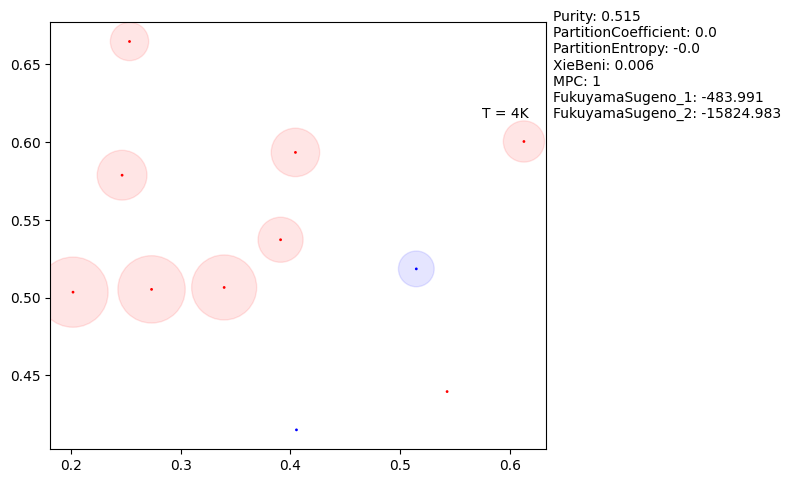 Purity: 0.515
PartitionCoefficient: 0.0
PartitionEntropy: -0.0
XieBeni: 0.006
MPC: 1
FukuyamaSugeno_1: -483.991
FukuyamaSugeno_2: -15824.983
T = 4K
0.65
0.60
0.55
0.50
0.45
0.2 0.3 0.4 0.5 0.6